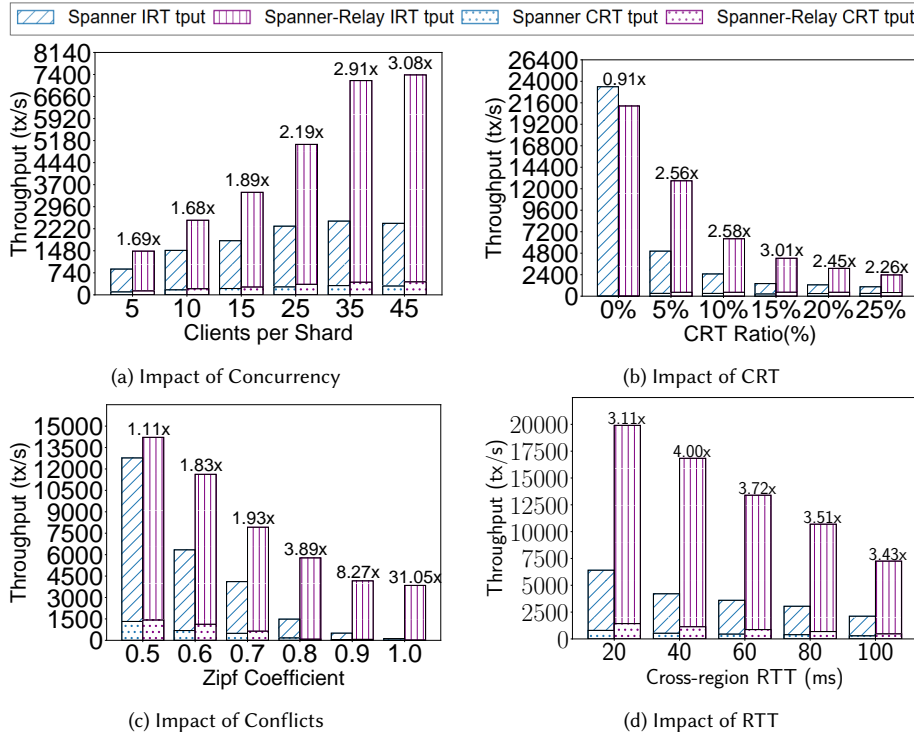 Spanner IRT tput Spanner-Relay IRT tput Spanner CRT tput Spanner-Relay CRT tput
Throughput (tx/s)
8140
7400
6660
5920
5180
4440
3700
2960
2220
1480
740
0
1.69x 1.68x 1.89x 2.19x 2.91x 3.08x
5 10 15 25 35 45
Clients per Shard
(a) Impact of Concurrency
Throughput (tx/s)
26400
24000
21600
19200
16800
14400
12000
9600
7200
4800
2400
0
0.91x 2.56x 2.58x 3.01x 2.45x 2.26x
0% 5% 10% 15% 20% 25%
CRT Ratio(%)
(b) Impact of CRT
Throughput (tx/s)
15000
13500
12000
10500
9000
7500
6000
4500
3000
1500
0
1.11x 1.83x 1.93x 3.89x 8.27x 31.05x
0.5 0.6 0.7 0.8 0.9 1.0
Zipf Coefficient
(c) Impact of Conflicts
Throughput (tx/s)
20000
17500
15000
12500
10000
7500
5000
2500
0
3.11x 4.00x 3.72x 3.51x 3.43x
20 40 60 80 100
Cross-region RTT (ms)
(d) Impact of RTT